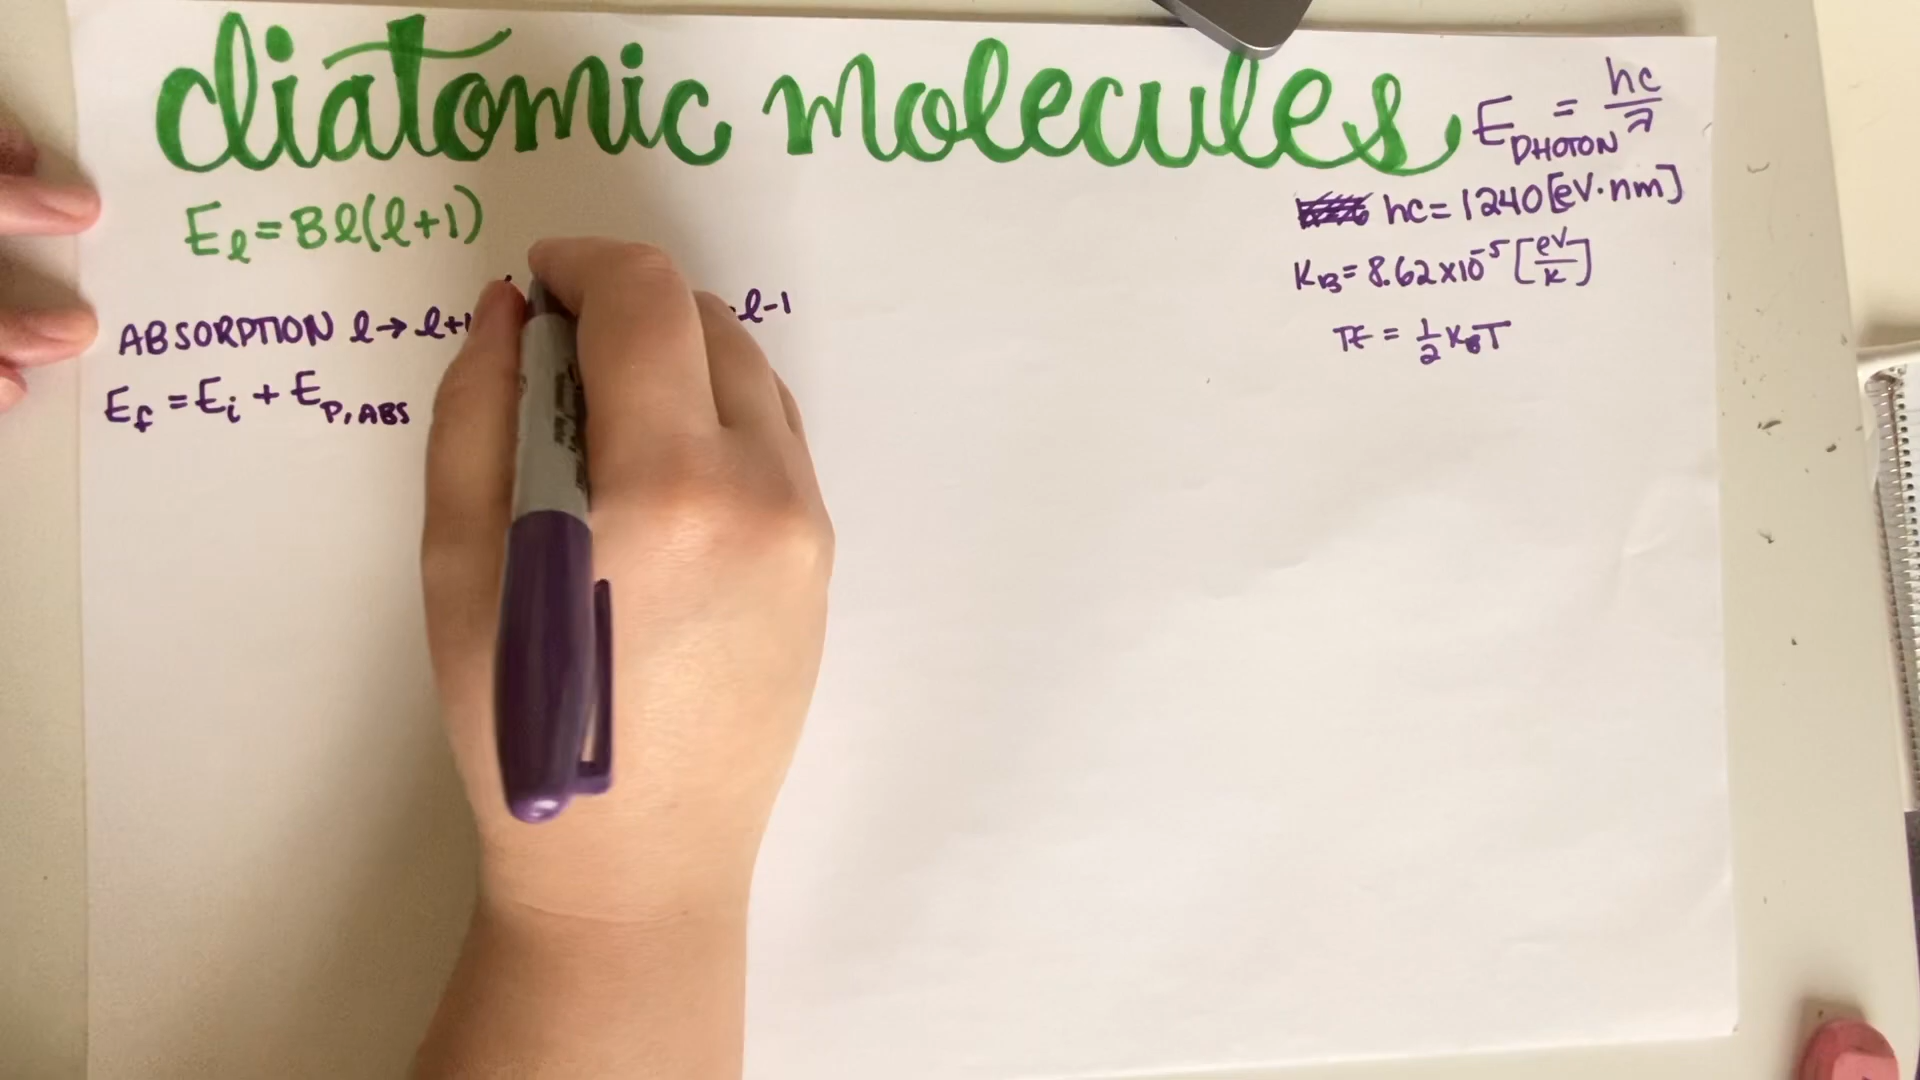 diatomic molecules
E_PHOTON = hc/λ
E_ℓ = Bℓ(ℓ+1)
hc = 1240 [eV·nm]
K_B = 8.62×10^-5 [eV/K]
ABSORPTION ℓ→ℓ+1
ℓ-1
= 1/2 K_B T
E_f = E_i + E_P,ABS